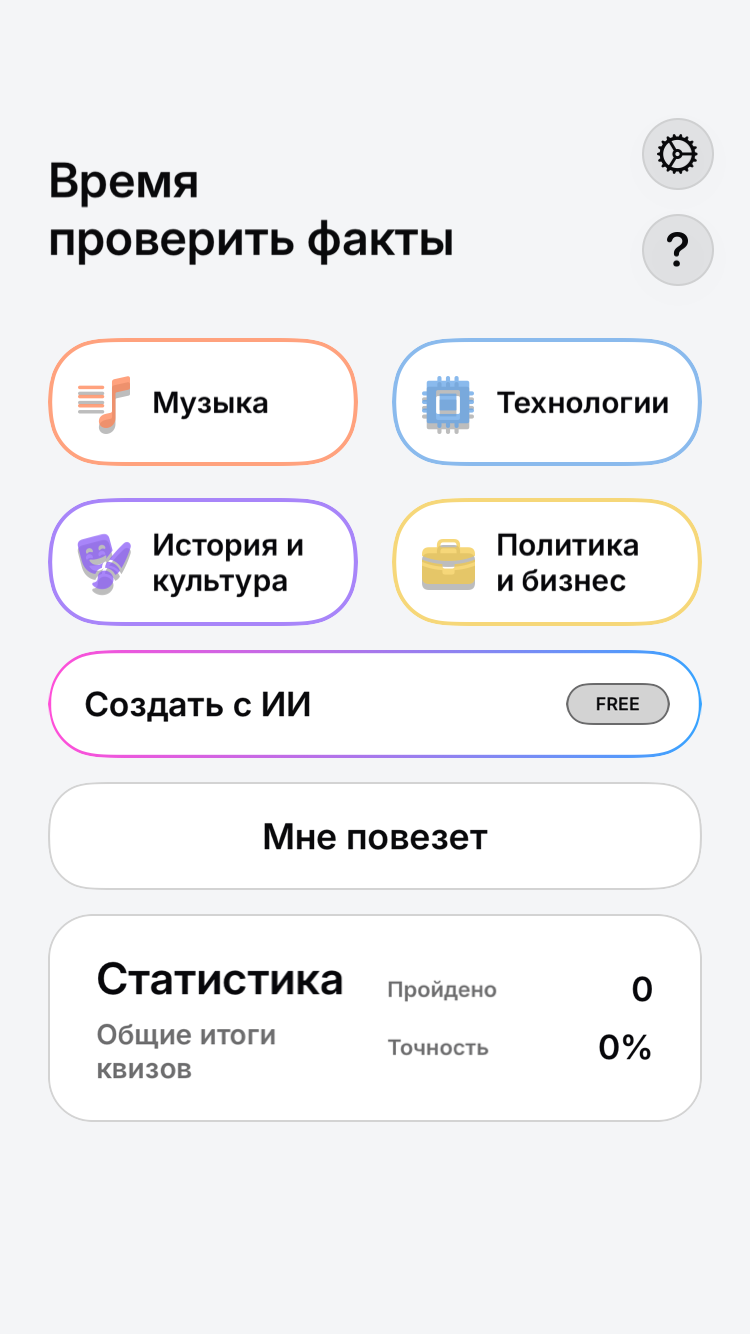 Время
проверить факты
?
Музыка
Технологии
История и
культура
Политика
и бизнес
Создать с ИИ
FREE
Мне повезет
Статистика
Общие итоги
квизов
Пройдено
0
Точность
0%